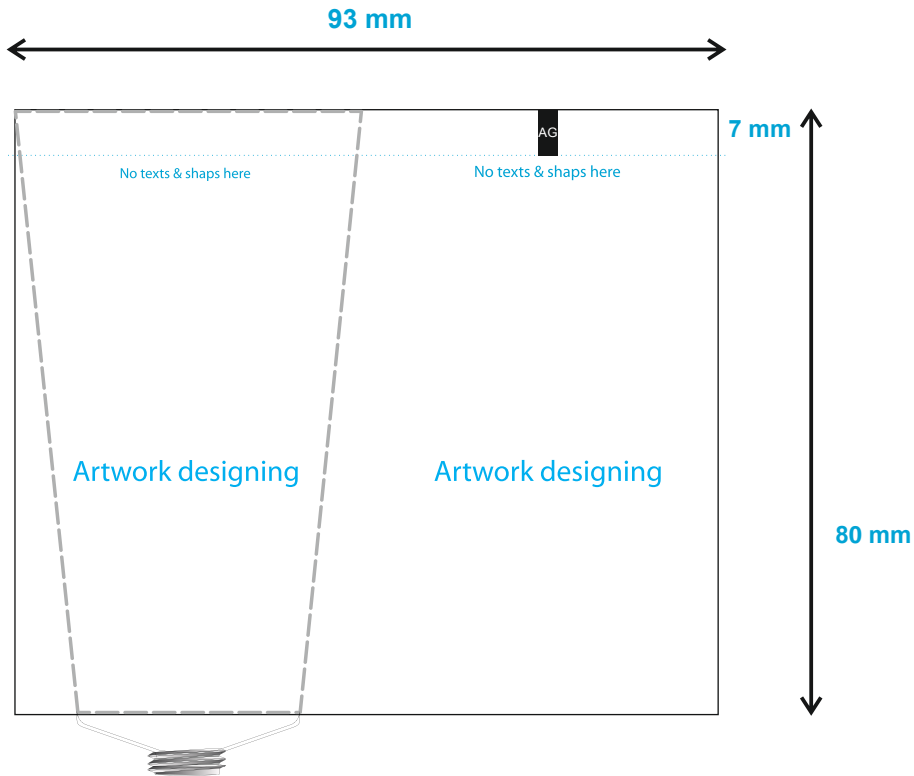 93 mm
AG
7 mm
No texts & shaps here
No texts & shaps here
Artwork designing
Artwork designing
80 mm